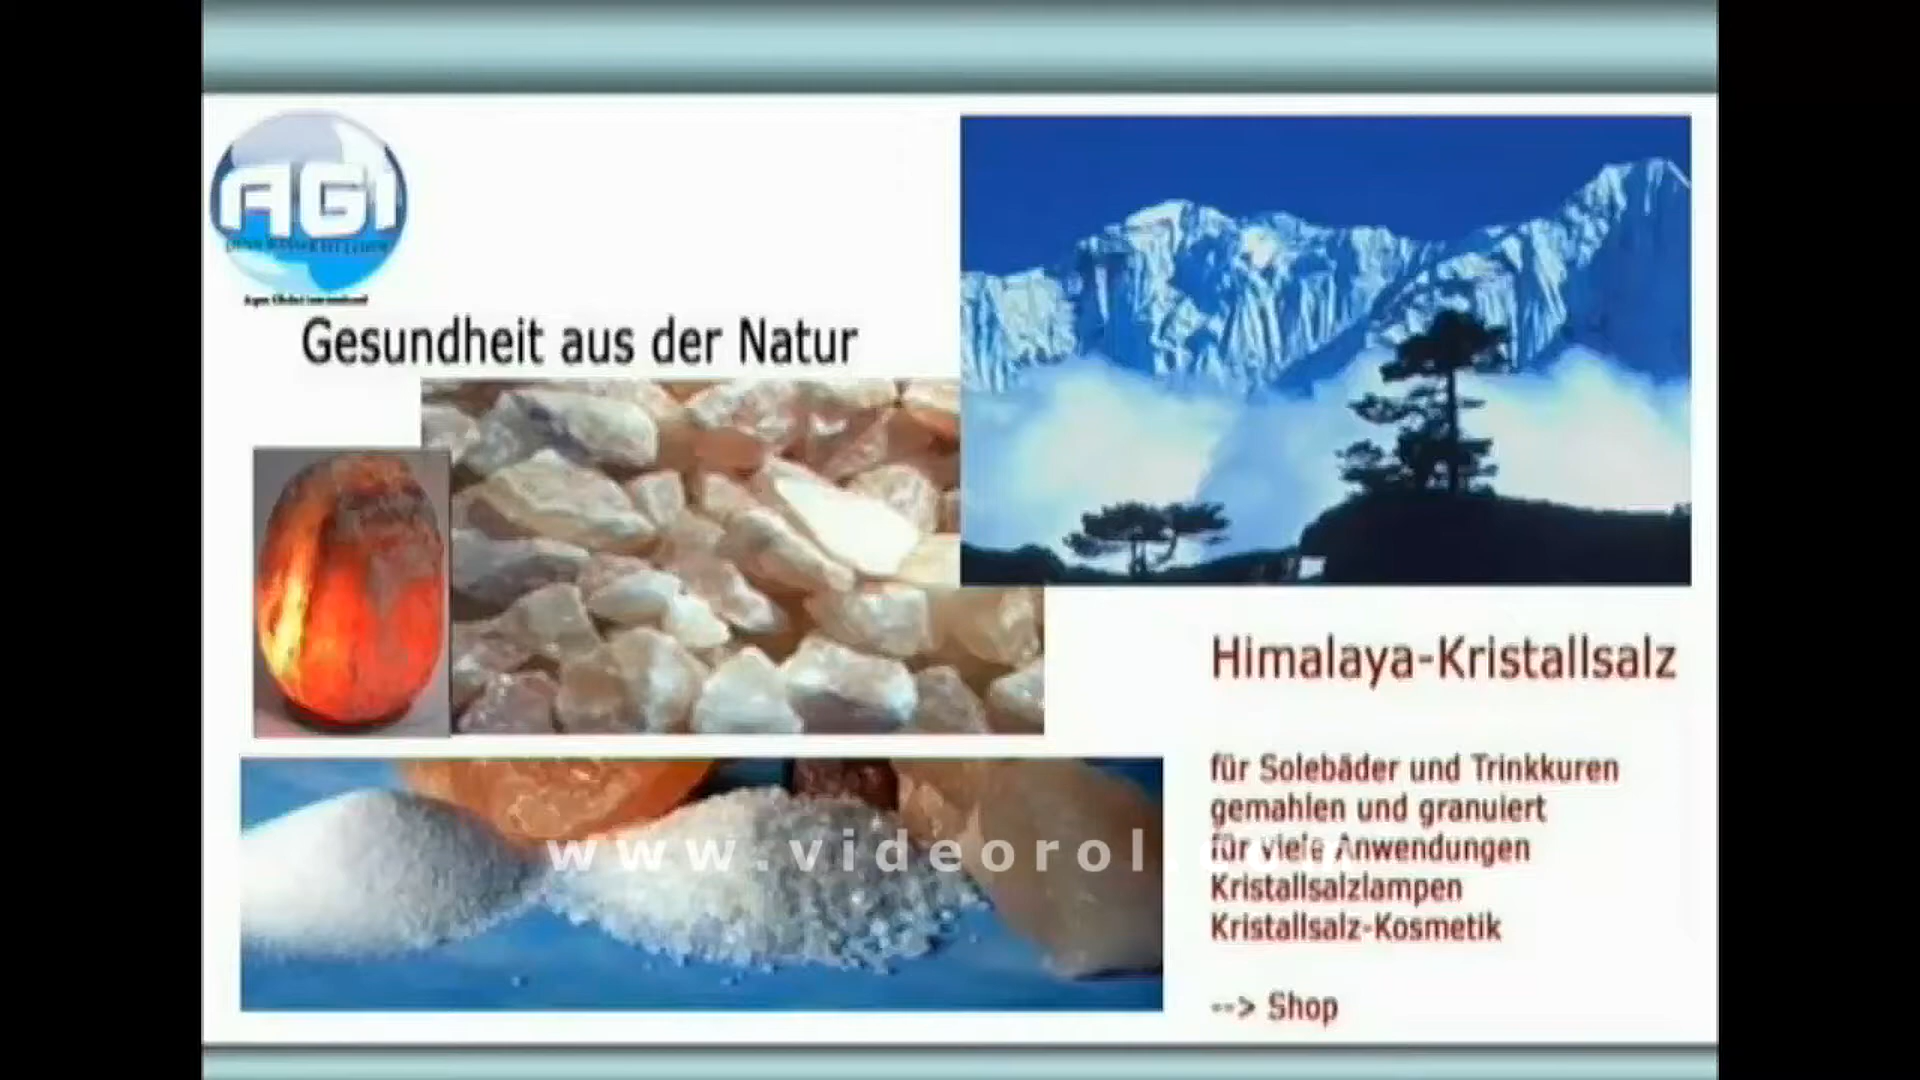 AGI
Gesundheit aus der Natur
Himalaya-Kristallsalz
für Solebäder und Trinkkuren
gemahlen und granuiert
für viele Anwendungen
Kristallsalzlampen
Kristallsalz-Kosmetik
--> Shop
www.videorol